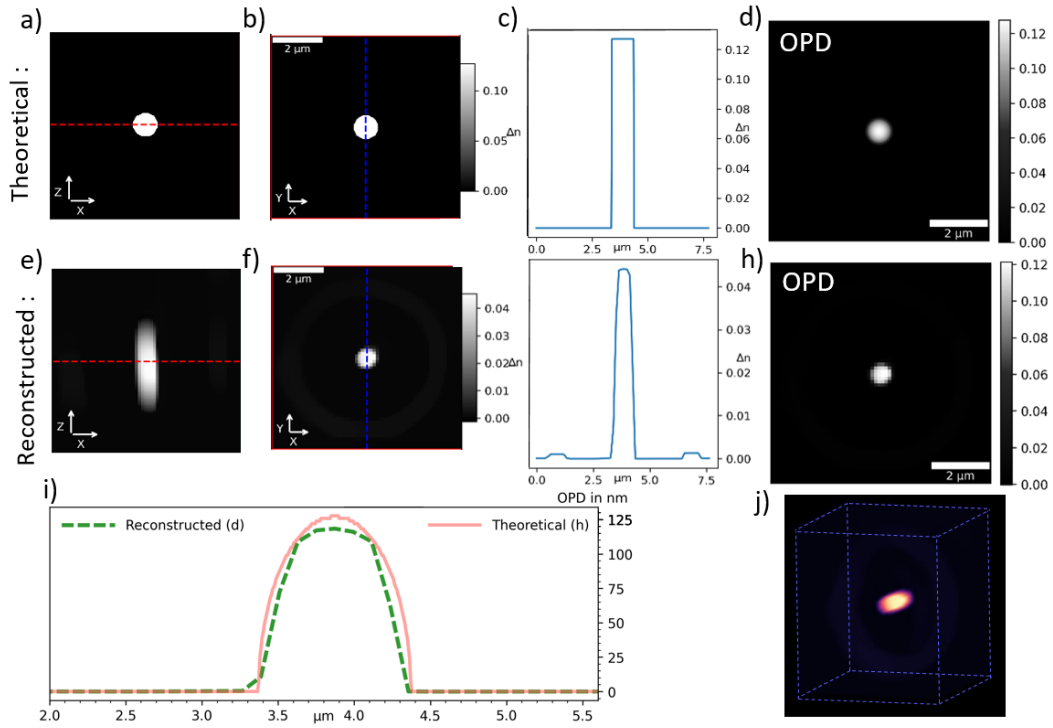 a)
b)
c)
d)
Theoretical :
2 μm
Z
X
Y
X
0.10
0.05
0.00
Δn
0.12
0.10
0.08
0.06
0.04
0.02
0.00
Δn
0.0
2.5
μm
5.0
7.5
OPD
2 μm
0.12
0.10
0.08
0.06
0.04
0.02
0.00
e)
f)
h)
Reconstructed :
Z
X
2 μm
Y
X
0.04
0.03
0.02
0.01
0.00
Δn
0.04
0.03
0.02
0.01
0.00
Δn
0.0
2.5
μm
5.0
7.5
OPD in nm
OPD
2 μm
0.12
0.10
0.08
0.06
0.04
0.02
0.00
i)
Reconstructed (d)
Theoretical (h)
125
100
75
50
25
0
2.0
2.5
3.0
3.5
μm
4.0
4.5
5.0
5.5
j)